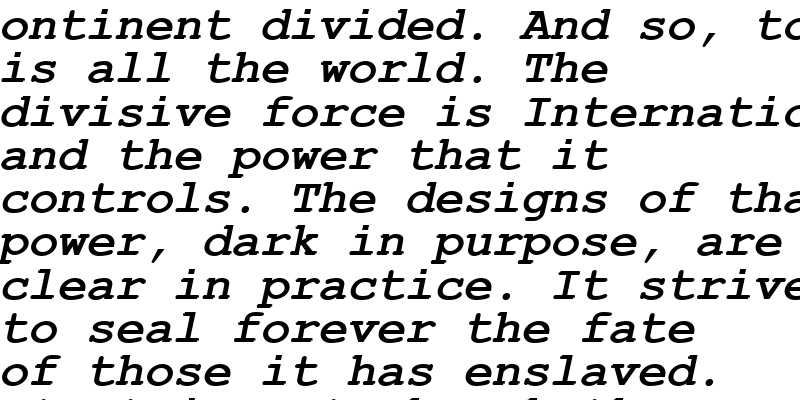 ontinent divided. And so, to
is all the world. The
divisive force is Internatio
and the power that it
controls. The designs of tha
power, dark in purpose, are
clear in practice. It strive
to seal forever the fate
of those it has enslaved.